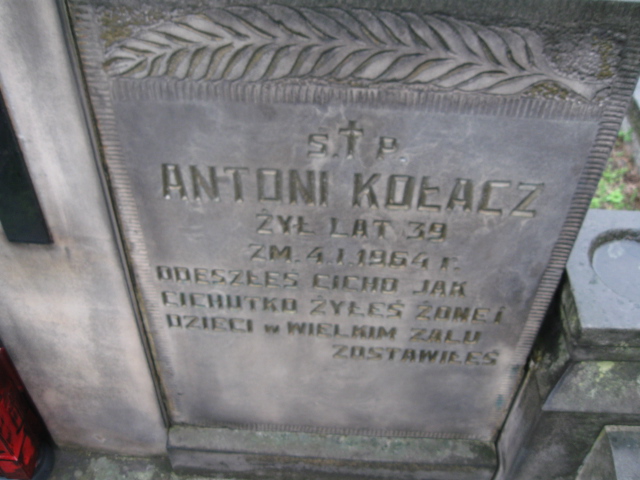 Ś.†P.
ANTONI KOŁACZ
ŻYŁ LAT 39
ZM. 4.I.1964 r.
ODESZŁEŚ CICHO JAK
CICHUTKO ŻYŁEŚ ŻONĘ I
DZIECI w WIELKIM ŻALU
ZOSTAWIŁEŚ